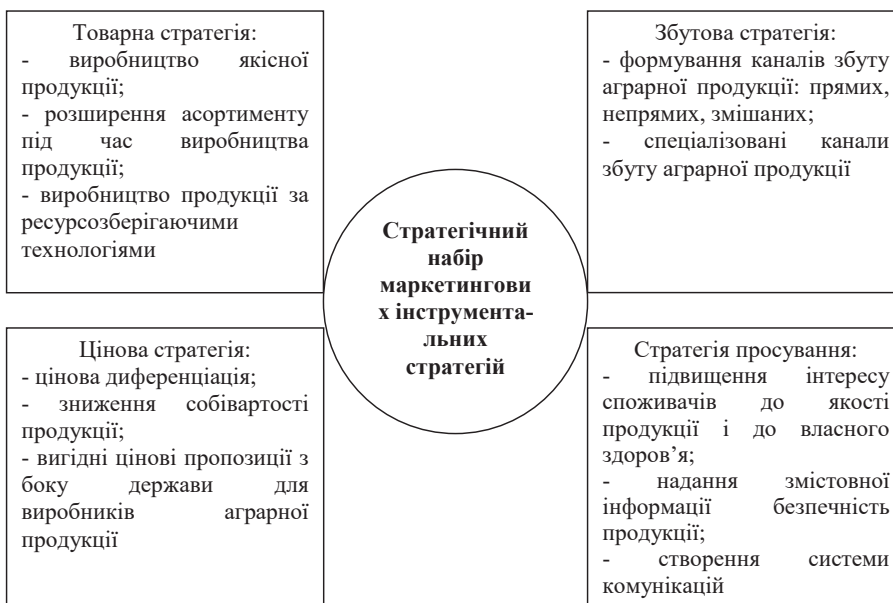 Товарна стратегія:
- виробництво якісної
продукції;
- розширення асортименту
під час виробництва
продукції;
- виробництво продукції за
ресурсозберігаючими
технологіями
Збутова стратегія:
- формування каналів збуту
аграрної продукції: прямих,
непрямих, змішаних;
- спеціалізовані канали
збуту аграрної продукції
Стратегічний
набір
маркетингови
х інструмента-
льних
стратегій
Цінова стратегія:
- цінова диференціація;
- зниження собівартості
продукції;
- вигідні цінові пропозиції з
боку держави для
виробників аграрної
продукції
Стратегія просування:
- підвищення інтересу
споживачів до якості
продукції і до власного
здоров’я;
- надання змістовної
інформації безпечність
продукції;
- створення системи
комунікацій